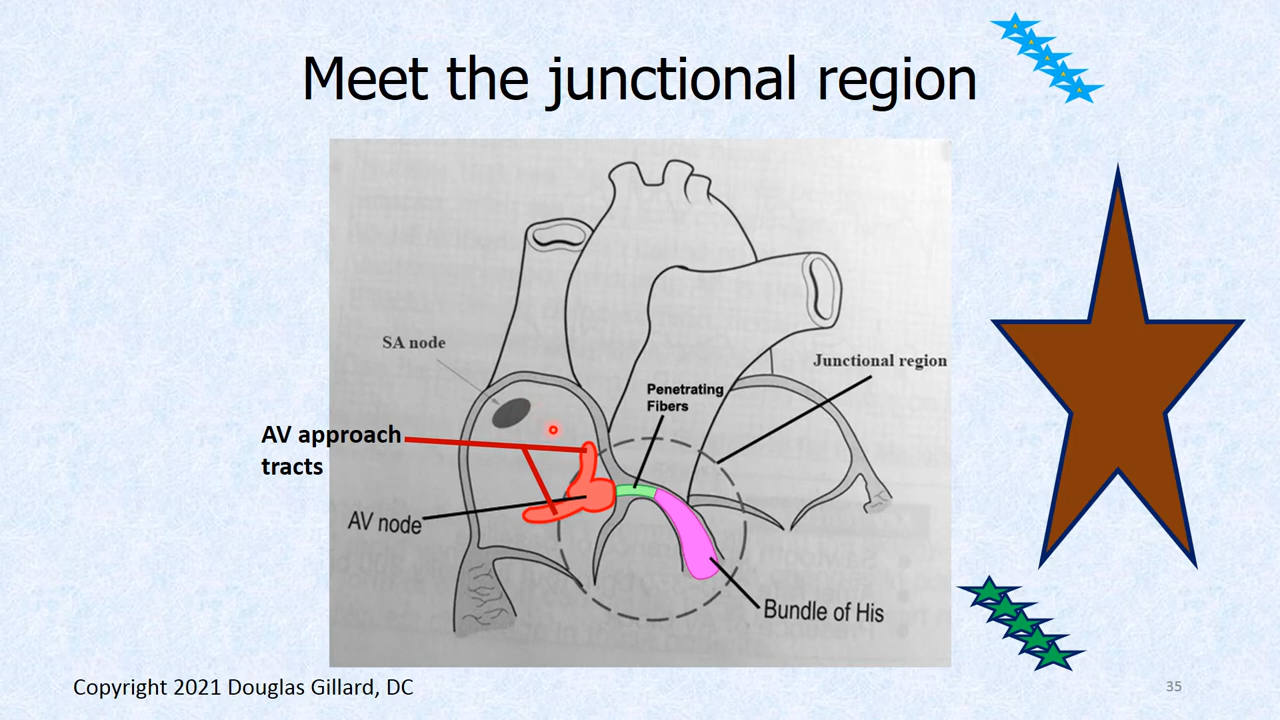 Meet the junctional region
SA node
Junctional region
Penetrating
Fibers
AV approach
tracts
AV node
Bundle of His
Copyright 2021 Douglas Gillard, DC
35